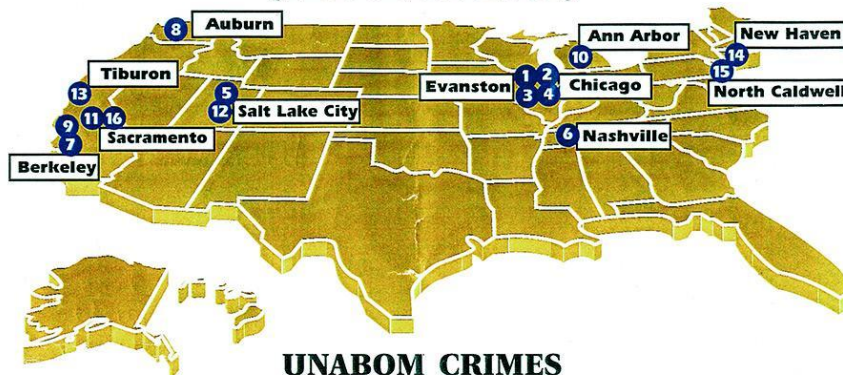 8 Auburn
Ann Arbor
New Haven
10
14
1 2
15
Tiburon
Evanston
Chicago
North Caldwell
13
5
3 4
12 Salt Lake City
9 11 16
6 Nashville
7
Sacramento
Berkeley
UNABOM CRIMES